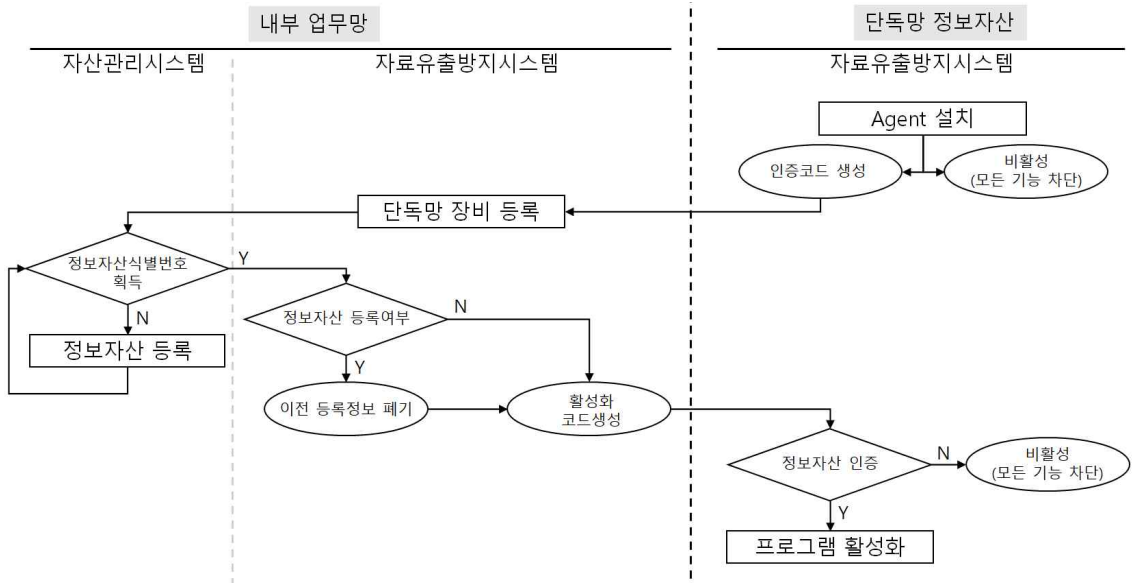 내부 업무망
단독망 정보자산
자산관리시스템
자료유출방지시스템
자료유출방지시스템
Agent 설치
인증코드 생성
비활성
(모든 기능 차단)
단독망 장비 등록
정보자산식별번호
획득
Y
N
정보자산 등록
정보자산 등록여부
N
Y
이전 등록정보 폐기
활성화
코드생성
정보자산 인증
N
비활성
(모든 기능 차단)
Y
프로그램 활성화